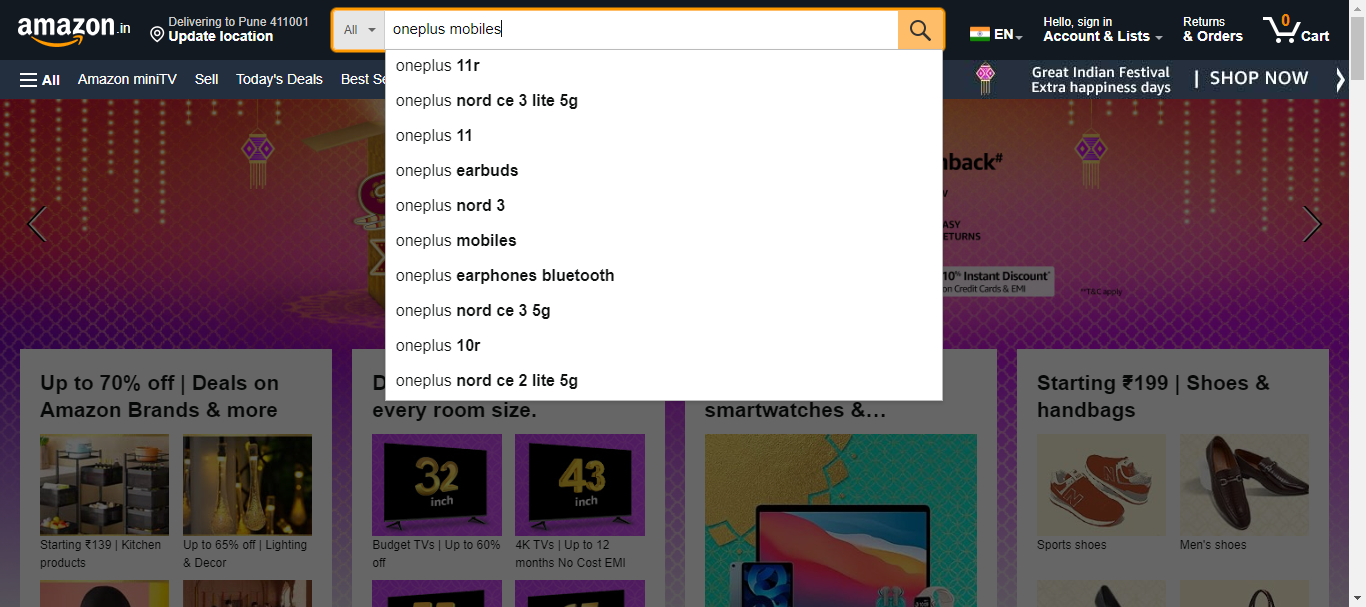 amazon.in
Delivering to Pune 411001
Update location
All
oneplus mobiles
EN
Hello, sign in
Account & Lists
Returns
& Orders
0
Cart
All
Amazon miniTV
Sell
Today's Deals
Best Se
Great Indian Festival
Extra happiness days
| SHOP NOW
oneplus 11r
oneplus nord ce 3 lite 5g
oneplus 11
oneplus earbuds
oneplus nord 3
oneplus mobiles
oneplus earphones bluetooth
oneplus nord ce 3 5g
oneplus 10r
oneplus nord ce 2 lite 5g
back#
ASY
ETURNS
10% Instant Discount*
on Credit Cards & EMI
*T&C apply
Up to 70% off | Deals on
Amazon Brands & more
Starting ₹139 | Kitchen
products
Up to 65% off | Lighting
& Decor
every room size.
32
inch
43
inch
Budget TVs | Up to 60%
off
4K TVs | Up to 12
months No Cost EMI
smartwatches &…
Starting ₹199 | Shoes &
handbags
Sports shoes
Men's shoes